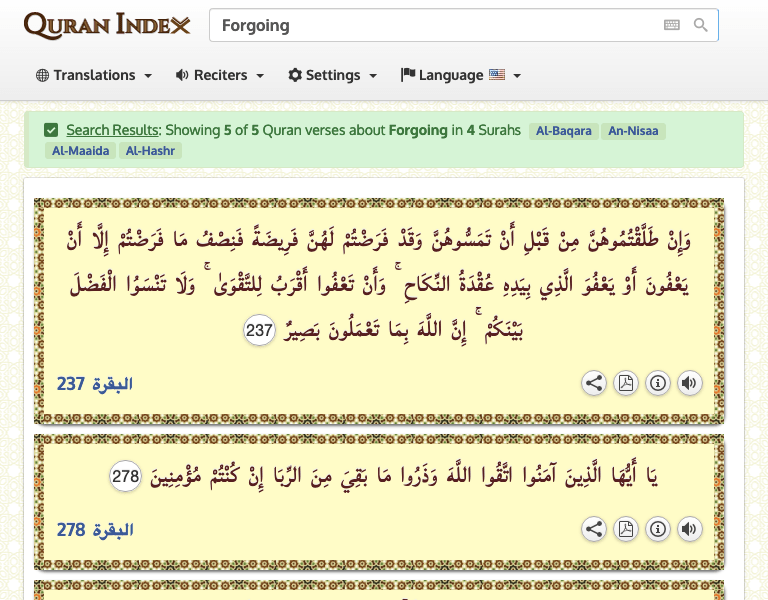 QURAN INDEX
Forgoing
Translations
Reciters
Settings
Language
Search Results: Showing 5 of 5 Quran verses about Forgoing in 4 Surahs Al-Baqara An-Nisaa
Al-Maaida Al-Hashr
وَإِنْ طَلَّقْتُمُوهُنَّ مِنْ قَبْلِ أَنْ تَمَسُّوهُنَّ وَقَدْ فَرَضْتُمْ لَهُنَّ فَرِيضَةً فَنِصْفُ مَا فَرَضْتُمْ إِلَّا أَنْ
يَعْفُونَ أَوْ يَعْفُوَ الَّذِي بِيَدِهِ عُقْدَةُ النِّكَاحِ ۚ وَأَنْ تَعْفُوا أَقْرَبُ لِلتَّقْوَىٰ ۚ وَلَا تَنْسَوُا الْفَضْلَ
بَيْنَكُمْ ۚ إِنَّ اللَّهَ بِمَا تَعْمَلُونَ بَصِيرٌ 237
البقرة 237
يَا أَيُّهَا الَّذِينَ آمَنُوا اتَّقُوا اللَّهَ وَذَرُوا مَا بَقِيَ مِنَ الرِّبَا إِنْ كُنْتُمْ مُؤْمِنِينَ 278
البقرة 278